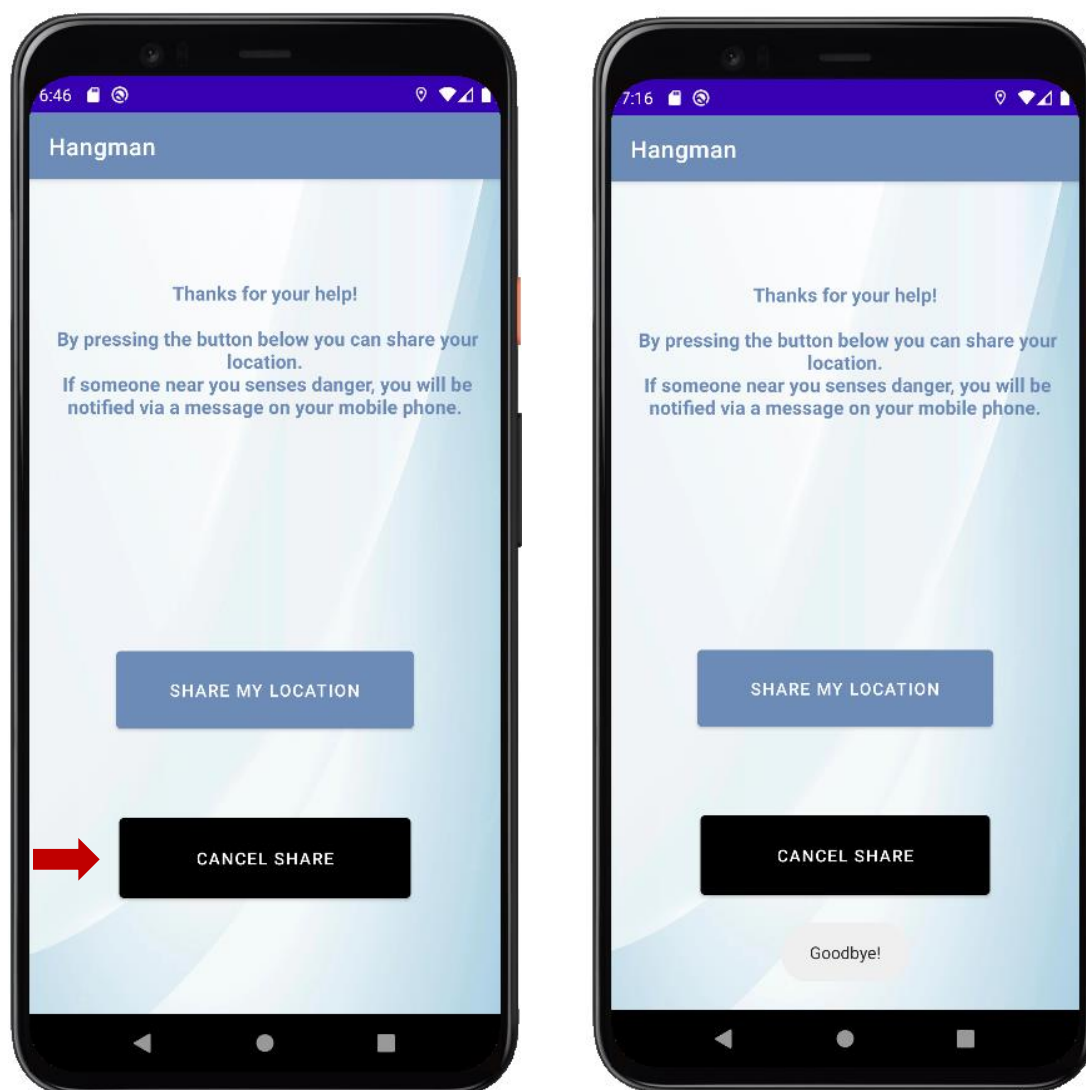 6:46
Hangman
Thanks for your help!
By pressing the button below you can share your
location.
If someone near you senses danger, you will be
notified via a message on your mobile phone.
SHARE MY LOCATION
CANCEL SHARE
7:16
Hangman
Thanks for your help!
By pressing the button below you can share your
location.
If someone near you senses danger, you will be
notified via a message on your mobile phone.
SHARE MY LOCATION
CANCEL SHARE
Goodbye!